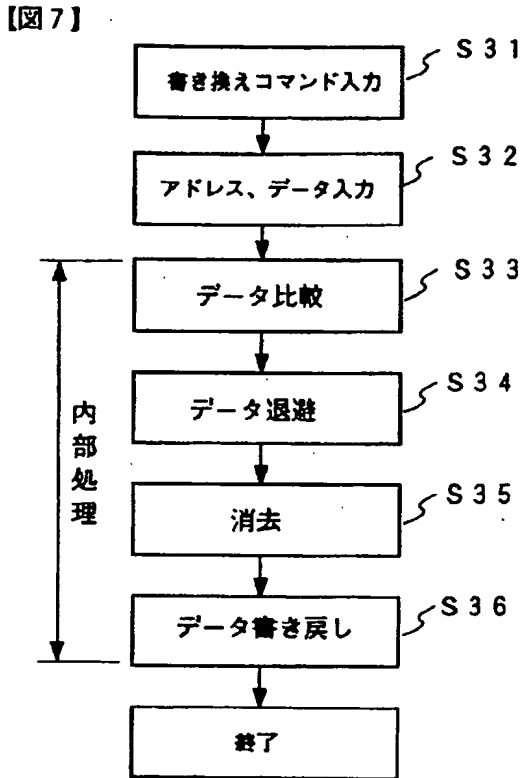 【図7】
S31
書き換えコマンド入力
S32
アドレス、データ入力
S33
データ比較
S34
データ退避
内部処理
S35
消去
S36
データ書き戻し
終了